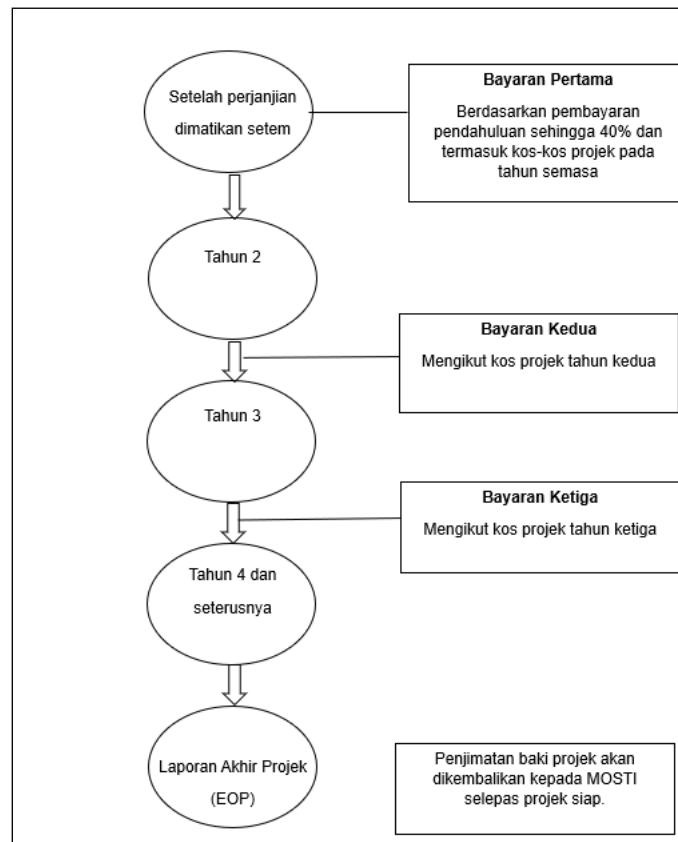 Setelah perjanjian
dimatikan setem
Bayaran Pertama
Berdasarkan pembayaran
pendahuluan sehingga 40% dan
termasuk kos-kos projek pada
tahun semasa
Tahun 2
Bayaran Kedua
Mengikut kos projek tahun kedua
Tahun 3
Bayaran Ketiga
Mengikut kos projek tahun ketiga
Tahun 4 dan
seterusnya
Laporan Akhir Projek
(EOP)
Penjimatan baki projek akan
dikembalikan kepada MOSTI
selepas projek siap.